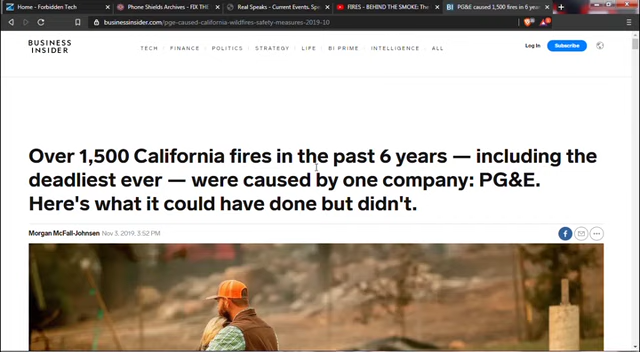 Home - Forbidden Tech
Phone Shields Archives - FIX THE
Real Speaks - Current Events. Spe
FIRES - BEHIND THE SMOKE: The
PG&E caused 1,500 fires in 6 year
businessinsider.com/pge-caused-california-wildfires-safety-measures-2019-10
BUSINESS
INSIDER
TECH | FINANCE | POLITICS | STRATEGY | LIFE | BI PRIME | INTELLIGENCE | ALL
Log In
Subscribe
Over 1,500 California fires in the past 6 years — including the
deadliest ever — were caused by one company: PG&E.
Here's what it could have done but didn't.
Morgan McFall-Johnsen Nov 3, 2019, 3:52 PM